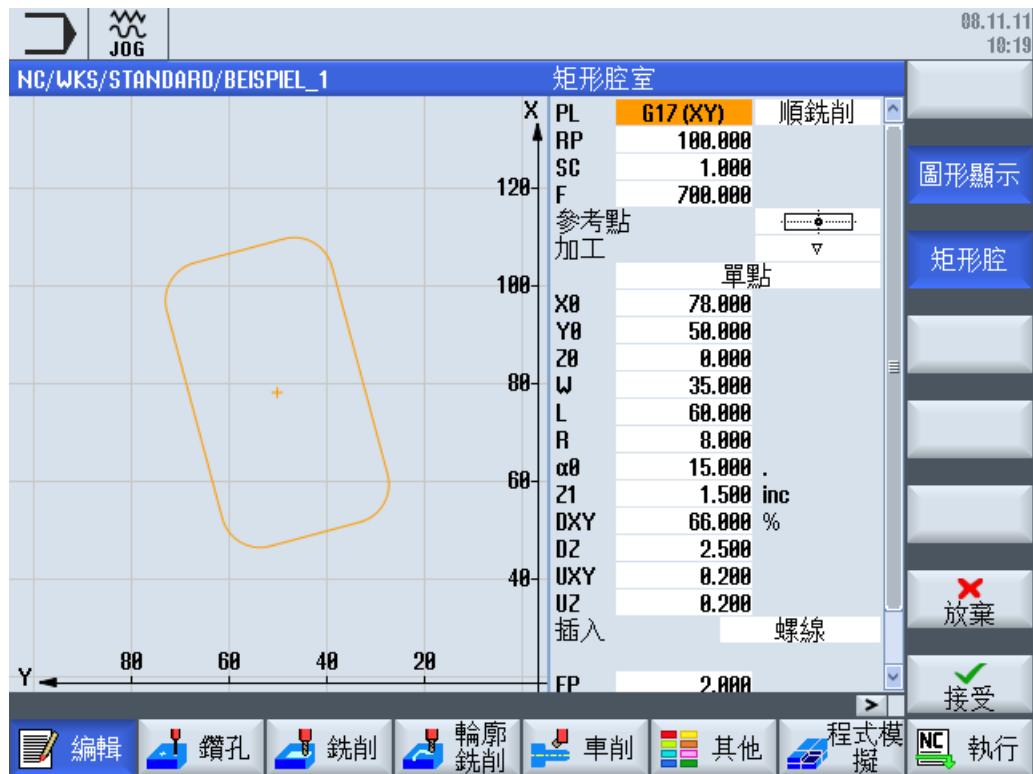 JOG
08.11.11
10:19
NC/WKS/STANDARD/BEISPIEL_1
矩形腔室
X
120
100
80
60
40
Y
80 60 40 20
PL G17 (XY) 順銑削
RP 100.000
SC 1.000
F 700.000
參考點
加工 ▽
單點
X0 78.000
Y0 50.000
Z0 0.000
W 35.000
L 60.000
R 8.000
α0 15.000 .
Z1 1.500 inc
DXY 66.000 %
DZ 2.500
UXY 0.200
UZ 0.200
插入 螺線
EP 2.000
圖形顯示
矩形腔
放棄
接受
>
編輯
鑽孔
銑削
輪廓
銑削
車削
其他
程式模
擬
NC 執行